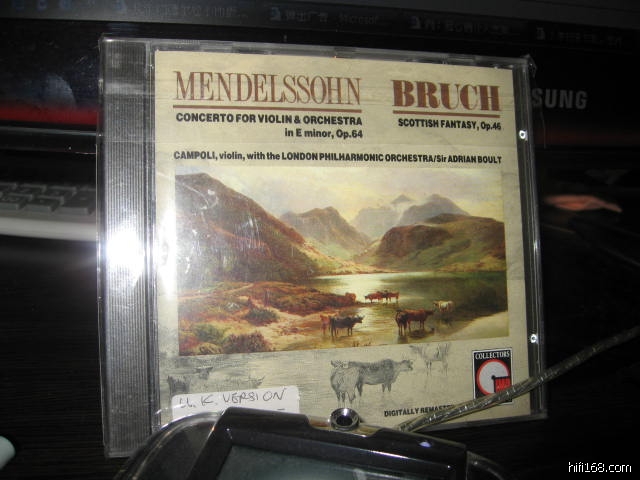 MENDELSSOHN
CONCERTO FOR VIOLIN & ORCHESTRA
in E minor, Op.64
BRUCH
SCOTTISH FANTASY, Op.46
CAMPOLI, violin, with the LONDON PHILHARMONIC ORCHESTRA/Sir ADRIAN BOULT
SUNG
COLLECTORS
U.K. VERSION
DIGITALLY REMASTER
hifi168.com